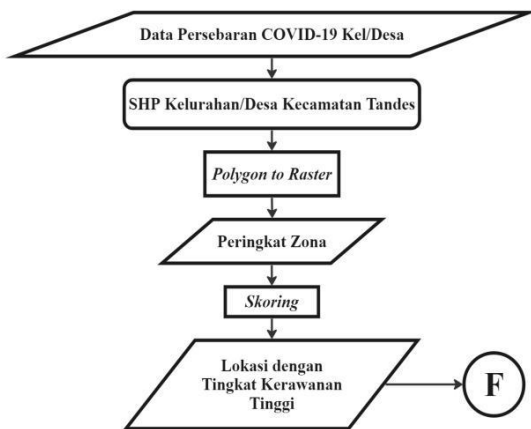 Data Persebaran COVID-19 Kel/Desa
SHP Kelurahan/Desa Kecamatan Tandes
Polygon to Raster
Peringkat Zona
Skoring
Lokasi dengan
Tingkat Kerawanan
Tinggi
F